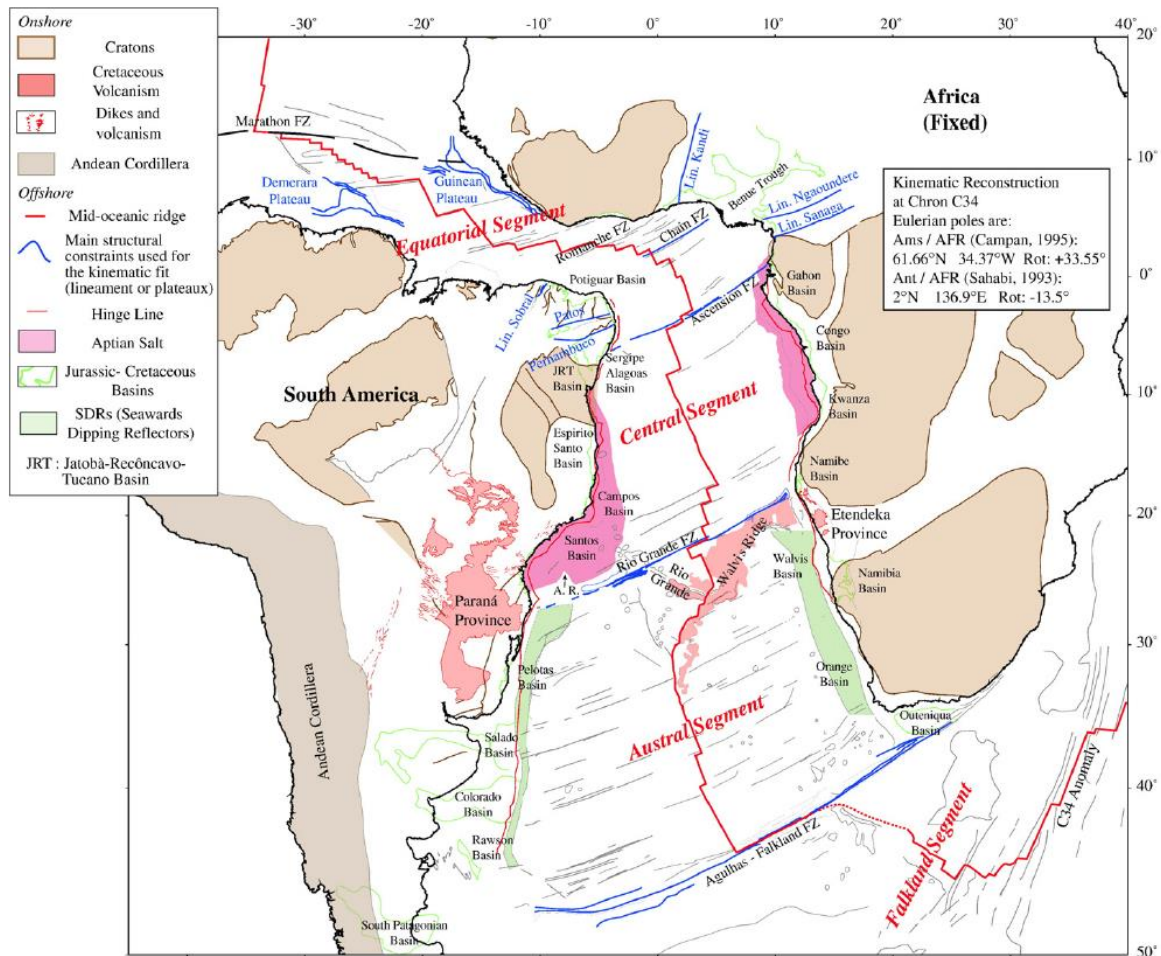 -30°
-20°
-10°
0°
10°
20°
30°
40°
20°
10°
0°
10°
20°
30°
40°
50°
Onshore
Cratons
Cretaceous
Volcanism
Dikes and
volcanism
Andean Cordillera
Offshore
Mid-oceanic ridge
Main structural
constraints used for
the kinematic fit
(lineament or plateaux)
Hinge Line
Aptian Salt
Jurassic- Cretaceous
Basins
SDRs (Seawards
Dipping Reflectors)
JRT : Jatobà-Recôncavo-
Tucano Basin
Marathon FZ
Demerara
Plateau
Guinean
Plateau
Equatorial Segment
Romanche FZ
Chain FZ
Lin. Kandi
Benue Trough
Lin. Ngaoundere
Lin. Sanaga
Africa
(Fixed)
Kinematic Reconstruction
at Chron C34
Eulerian poles are:
Ams / AFR (Campan, 1995):
61.66°N 34.37°W Rot: +33.55°
Ant / AFR (Sahabi, 1993):
2°N 136.9°E Rot: -13.5°
Potiguar Basin
Lin. Sobral
Patos
Pernambuco
Ascension FZ
Gabon
Basin
Congo
Basin
Kwanza
Basin
Sergipe
Alagoas
Basin
JRT
Basin
South America
Central Segment
Espirito
Santo
Basin
Campos
Basin
Santos
Basin
A. R.
Namibe
Basin
Etendeka
Province
Rio Grande FZ
Rio
Grande
Walvis Ridge
Walvis
Basin
Namibia
Basin
Paraná
Province
Pelotas
Basin
Orange
Basin
Outeniqua
Basin
Andean Cordillera
Austral Segment
Salado
Basin
Colorado
Basin
Rawson
Basin
Agulhas - Falkland FZ
Falkland Segment
C34 Anomaly
South Patagonian
Basin